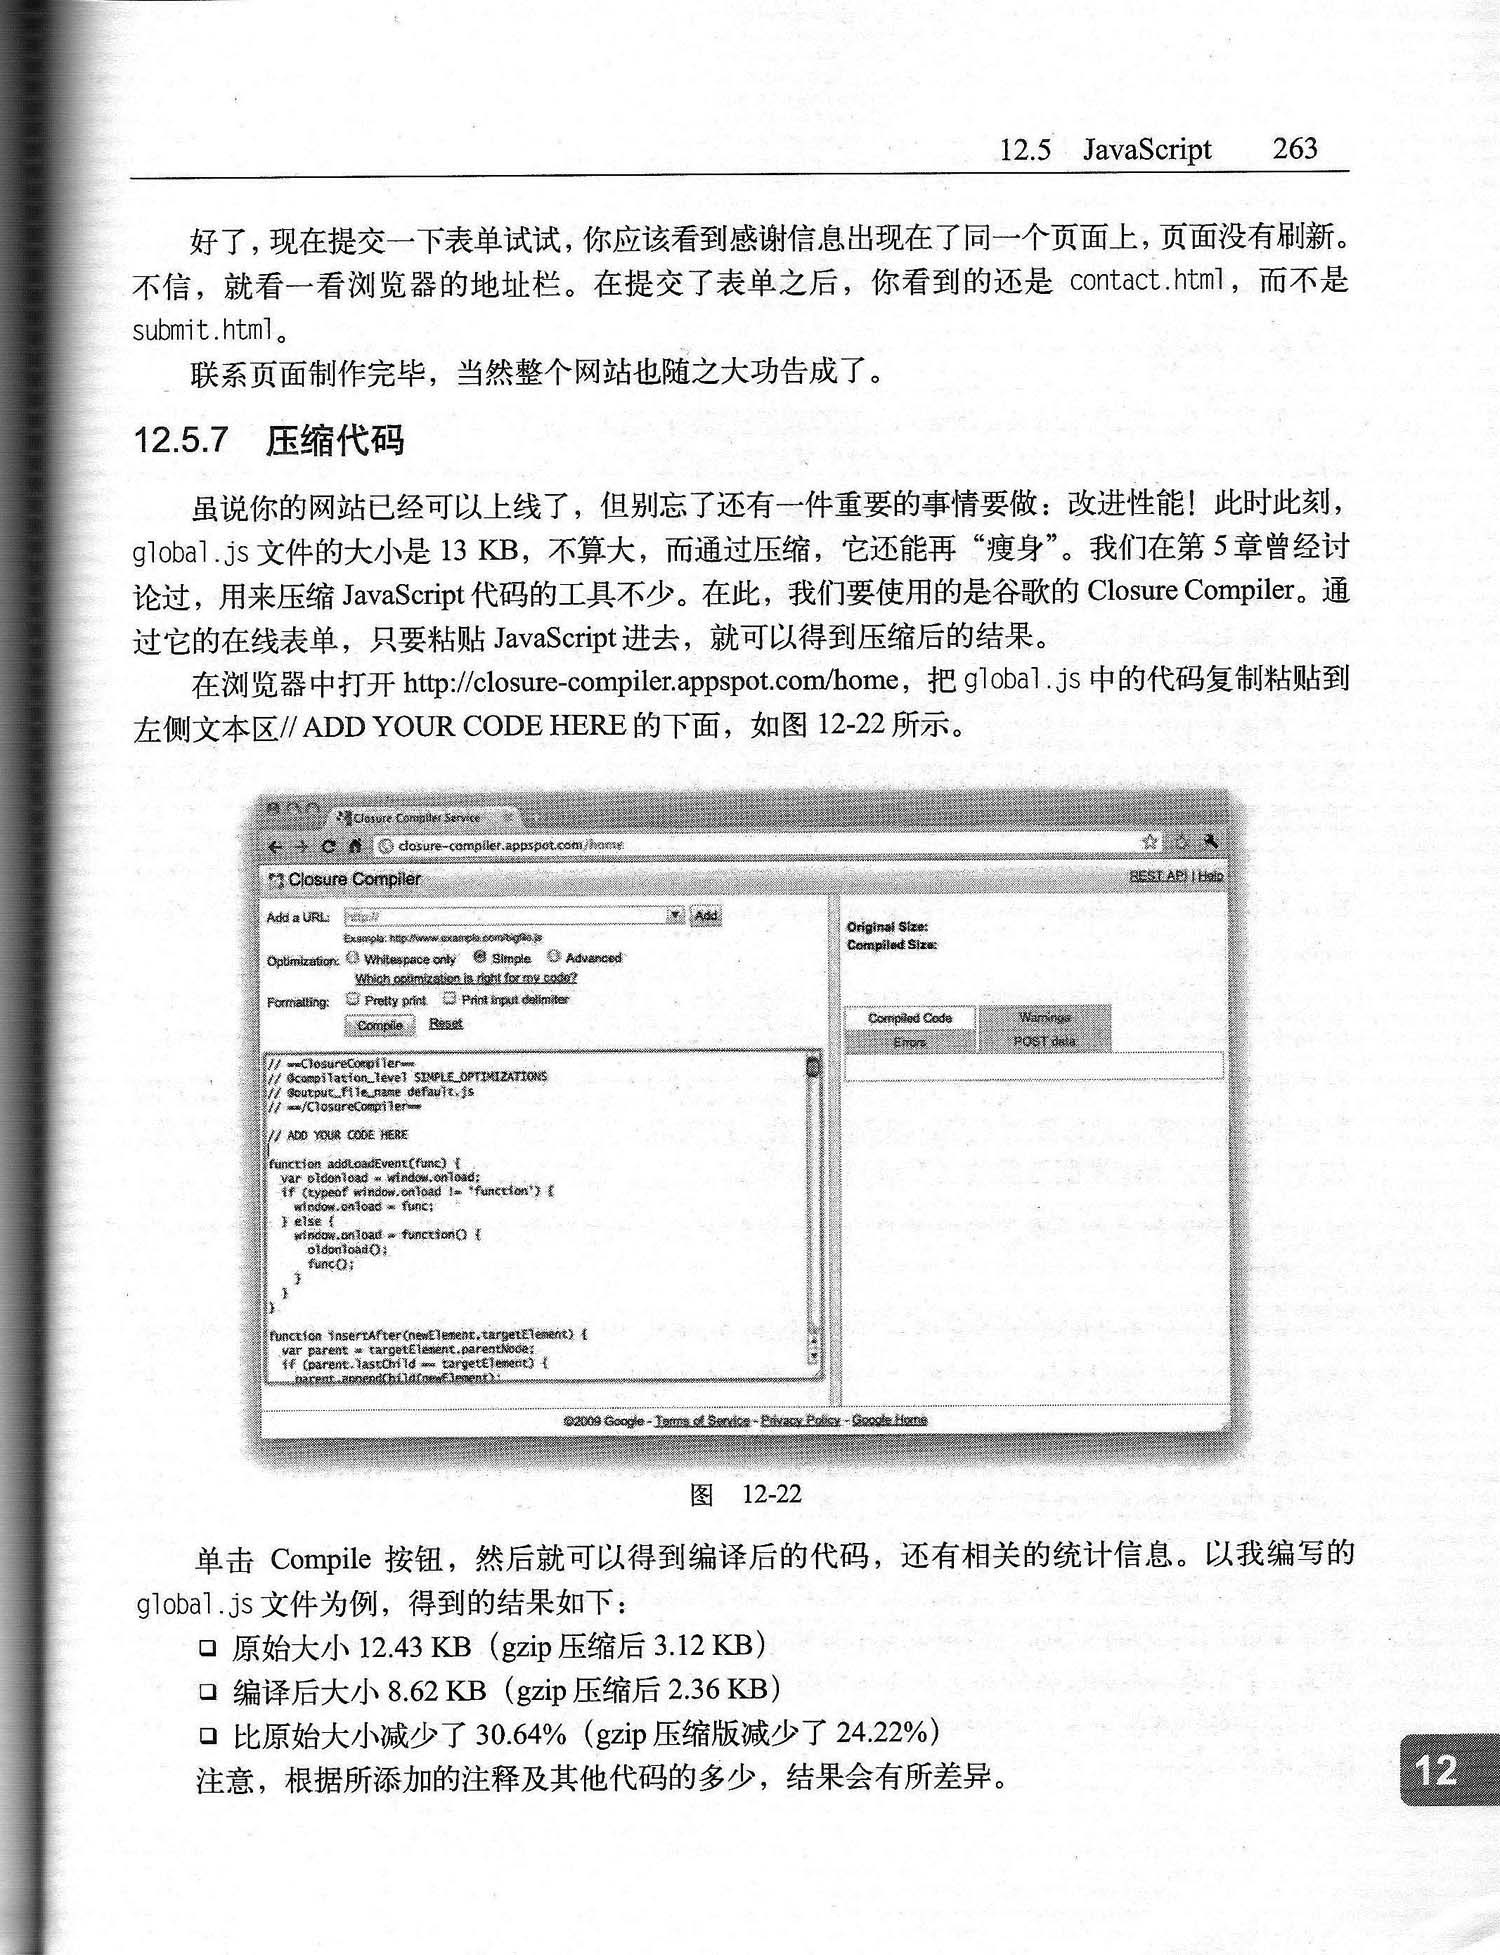 12.5 JavaScript 263
好了，现在提交一下表单试试，你应该看到感谢信息出现在了同一个页面上，页面没有刷新。
不信，就看一看浏览器的地址栏。在提交了表单之后，你看到的还是 contact.html，而不是
submit.html。
联系页面制作完毕，当然整个网站也随之大功告成了。
12.5.7 压缩代码
虽说你的网站已经可以上线了，但别忘了还有一件重要的事情要做：改进性能！此时此刻，
global.js 文件的大小是 13 KB，不算大，而通过压缩，它还能再“瘦身”。我们在第 5 章曾经讨
论过，用来压缩 JavaScript 代码的工具不少。在此，我们要使用的是谷歌的 Closure Compiler。通
过它的在线表单，只要粘贴 JavaScript 进去，就可以得到压缩后的结果。
在浏览器中打开 http://closure-compiler.appspot.com/home，把 global.js 中的代码复制粘贴到
左侧文本区// ADD YOUR CODE HERE 的下面，如图 12-22 所示。
Closure Compiler Service
closure-compiler.appspot.com/home
Closure Compiler
REST API | Help
Add a URL: http:// Add
Example: http://www.example.com/bigfile.js
Optimization: Whitespace only Simple Advanced
Which optimization is right for my code?
Formatting: Pretty print Print input delimiter
Compile Reset
Original Size:
Compiled Size:
Compiled Code Warnings
Errors POST data
// ==ClosureCompiler==
// @compilation_level SIMPLE_OPTIMIZATIONS
// @output_file_name default.js
// ==/ClosureCompiler==
// ADD YOUR CODE HERE
function addLoadEvent(func) {
var oldonload = window.onload;
if (typeof window.onload != 'function') {
window.onload = func;
} else {
window.onload = function() {
oldonload();
func();
}
}
}
function insertAfter(newElement,targetElement) {
var parent = targetElement.parentNode;
if (parent.lastChild == targetElement) {
parent.appendChild(newElement);
©2009 Google - Terms of Service - Privacy Policy - Google Home
图 12-22
单击 Compile 按钮，然后就可以得到编译后的代码，还有相关的统计信息。以我编写的
global.js 文件为例，得到的结果如下：
❑ 原始大小 12.43 KB（gzip 压缩后 3.12 KB）
❑ 编译后大小 8.62 KB（gzip 压缩后 2.36 KB）
❑ 比原始大小减少了 30.64%（gzip 压缩版减少了 24.22%）
注意，根据所添加的注释及其他代码的多少，结果会有所差异。
12